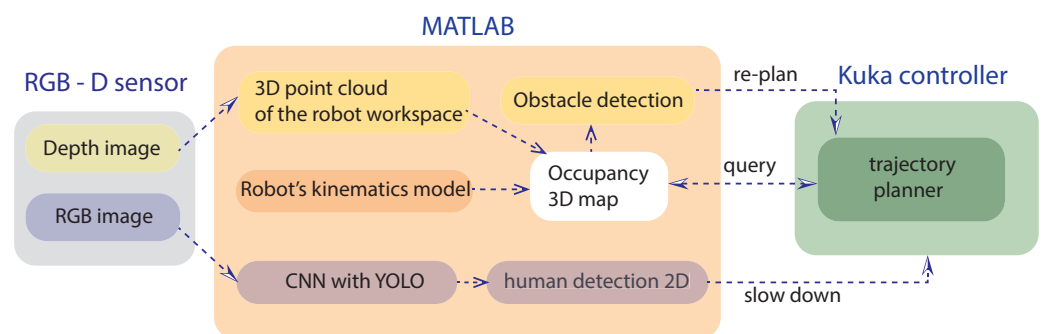 MATLAB
RGB - D sensor
Kuka controller
Depth image
RGB image
3D point cloud
of the robot workspace
Obstacle detection
Robot's kinematics model
Occupancy
3D map
CNN with YOLO
human detection 2D
re-plan
query
slow down
trajectory
planner